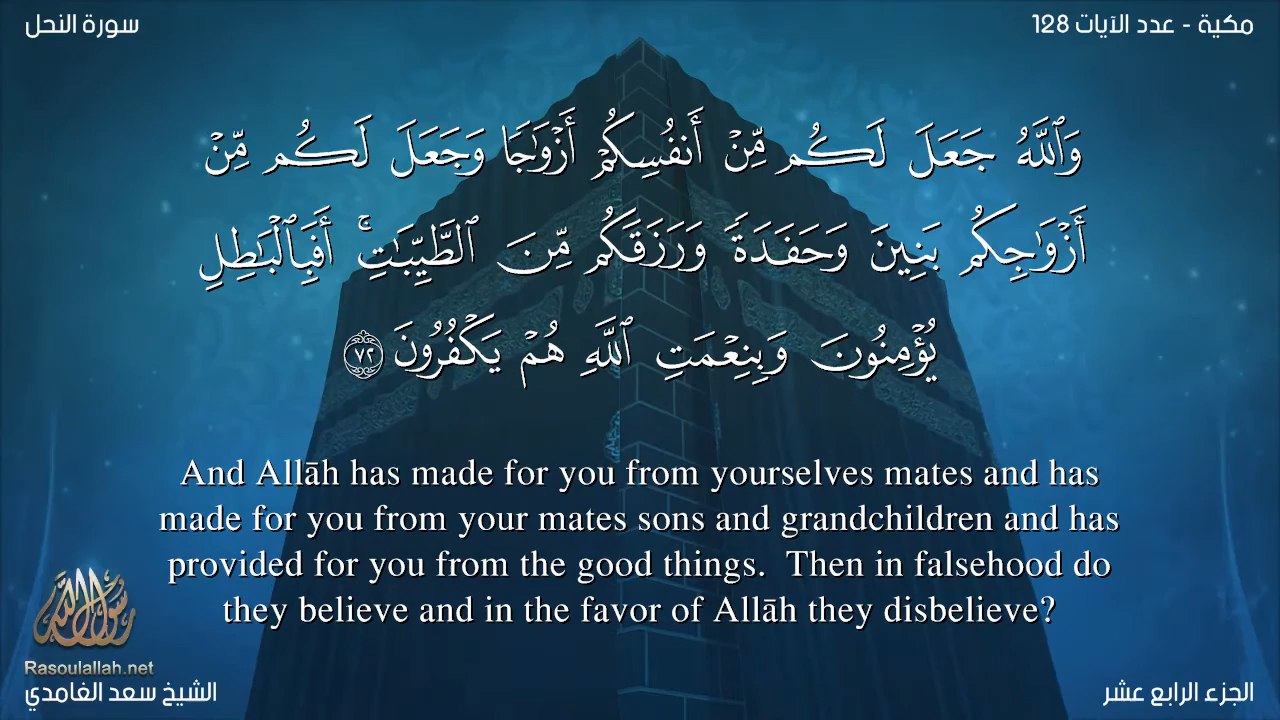 مكية - عدد الآيات 128
سورة النحل
وَٱللَّهُ جَعَلَ لَكُم مِّنْ أَنفُسِكُمْ أَزْوَٰجًا وَجَعَلَ لَكُم مِّنْ
أَزْوَٰجِكُم بَنِينَ وَحَفَدَةً وَرَزَقَكُم مِّنَ ٱلطَّيِّبَـٰتِ ۚ أَفَبِٱلْبَـٰطِلِ
يُؤْمِنُونَ وَبِنِعْمَتِ ٱللَّهِ هُمْ يَكْفُرُونَ ٧٢
And Allāh has made for you from yourselves mates and has
made for you from your mates sons and grandchildren and has
provided for you from the good things. Then in falsehood do
they believe and in the favor of Allāh they disbelieve?
رسول الله
Rasoulallah.net
الجزء الرابع عشر
الشيخ سعد الغامدي